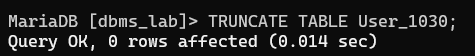 MariaDB [dbms_lab]> TRUNCATE TABLE User_1030;
Query OK, 0 rows affected (0.014 sec)